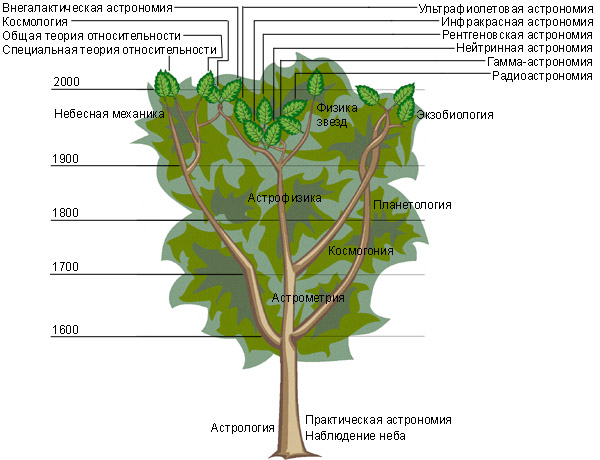 Внегалактическая астрономия
Космология
Общая теория относительности
Специальная теория относительности
Ультрафиолетовая астрономия
Инфракрасная астрономия
Рентгеновская астрономия
Нейтринная астрономия
Гамма-астрономия
Радиоастрономия
2000
Небесная механика
Физика
звезд
Экзобиология
1900
Астрофизика
Планетология
1800
Космогония
1700
Астрометрия
1600
Астрология
Практическая астрономия
Наблюдение неба